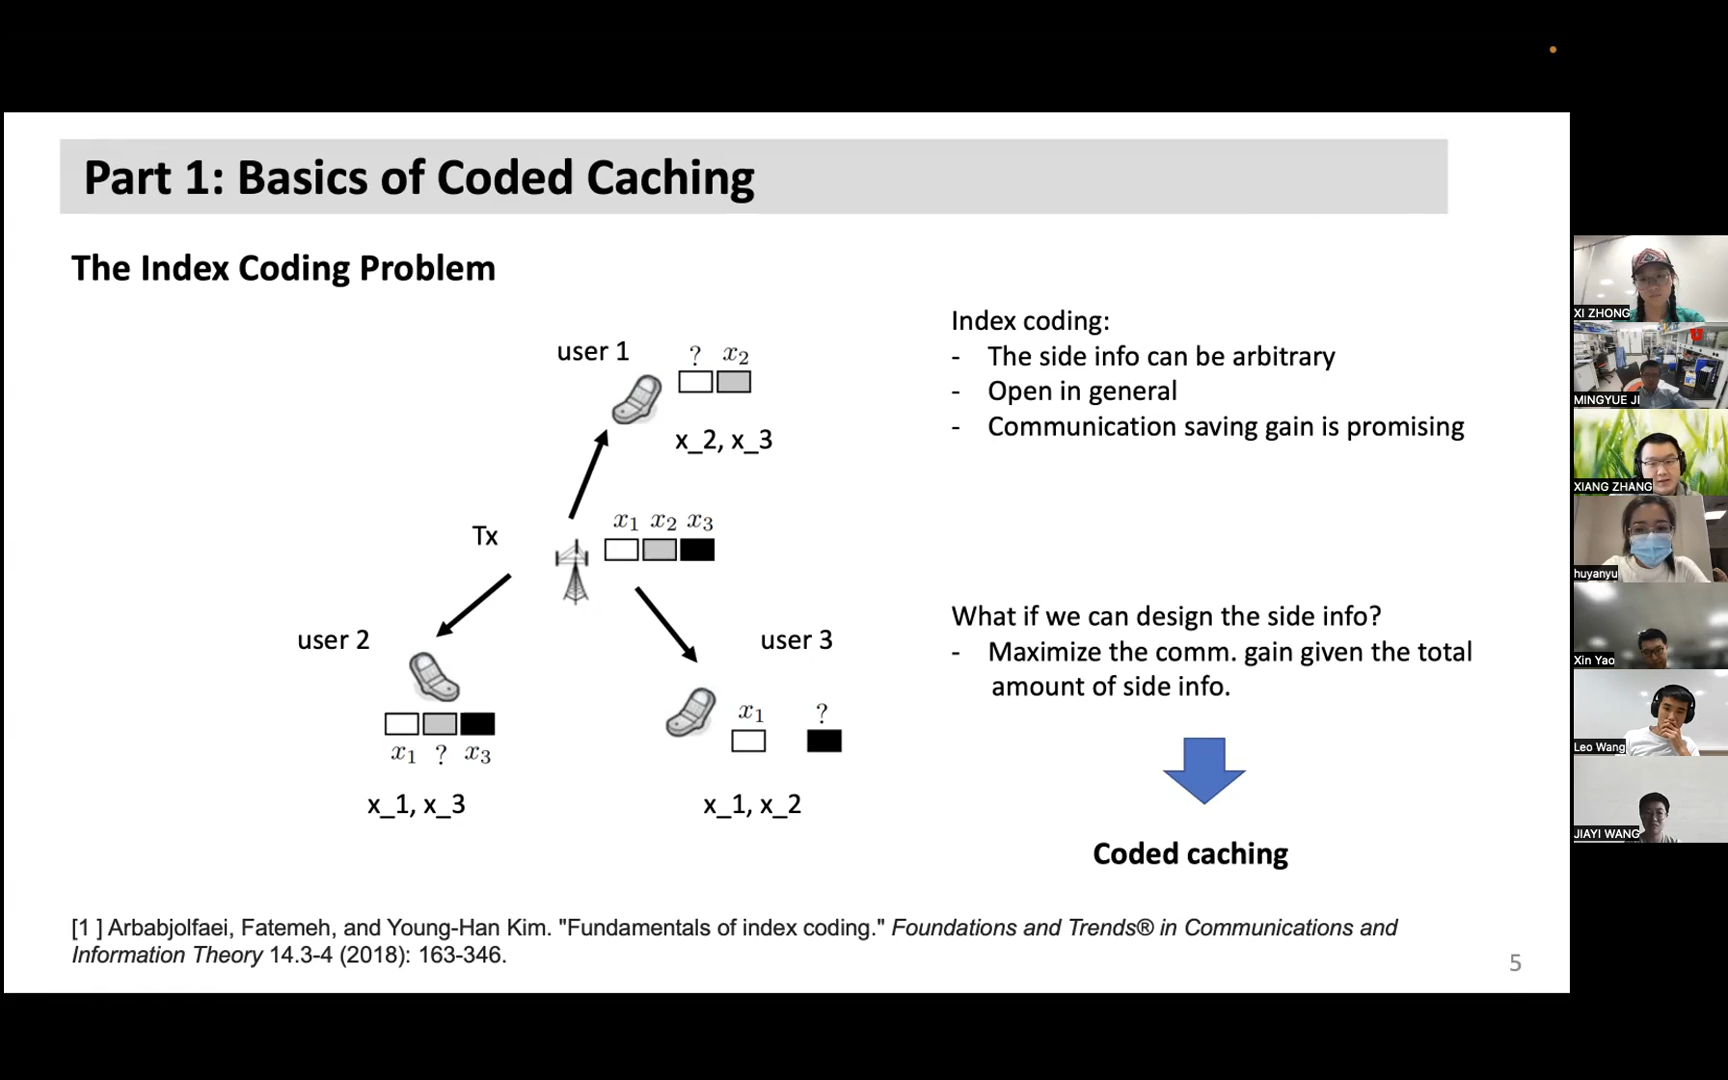 Part 1: Basics of Coded Caching
The Index Coding Problem
user 1
? x₂
x_2, x_3
Tx
x₁ x₂ x₃
user 2
x₁ ? x₃
x_1, x_3
user 3
x₁ ?
x_1, x_2
Index coding:
- The side info can be arbitrary
- Open in general
- Communication saving gain is promising
What if we can design the side info?
- Maximize the comm. gain given the total
amount of side info.
Coded caching
[1 ] Arbabjolfaei, Fatemeh, and Young-Han Kim. "Fundamentals of index coding." Foundations and Trends® in Communications and
Information Theory 14.3-4 (2018): 163-346.
5
XI ZHONG
MINGYUE JI
XIANG ZHANG
huyanyu
Xin Yao
Leo Wang
JIAYI WANG